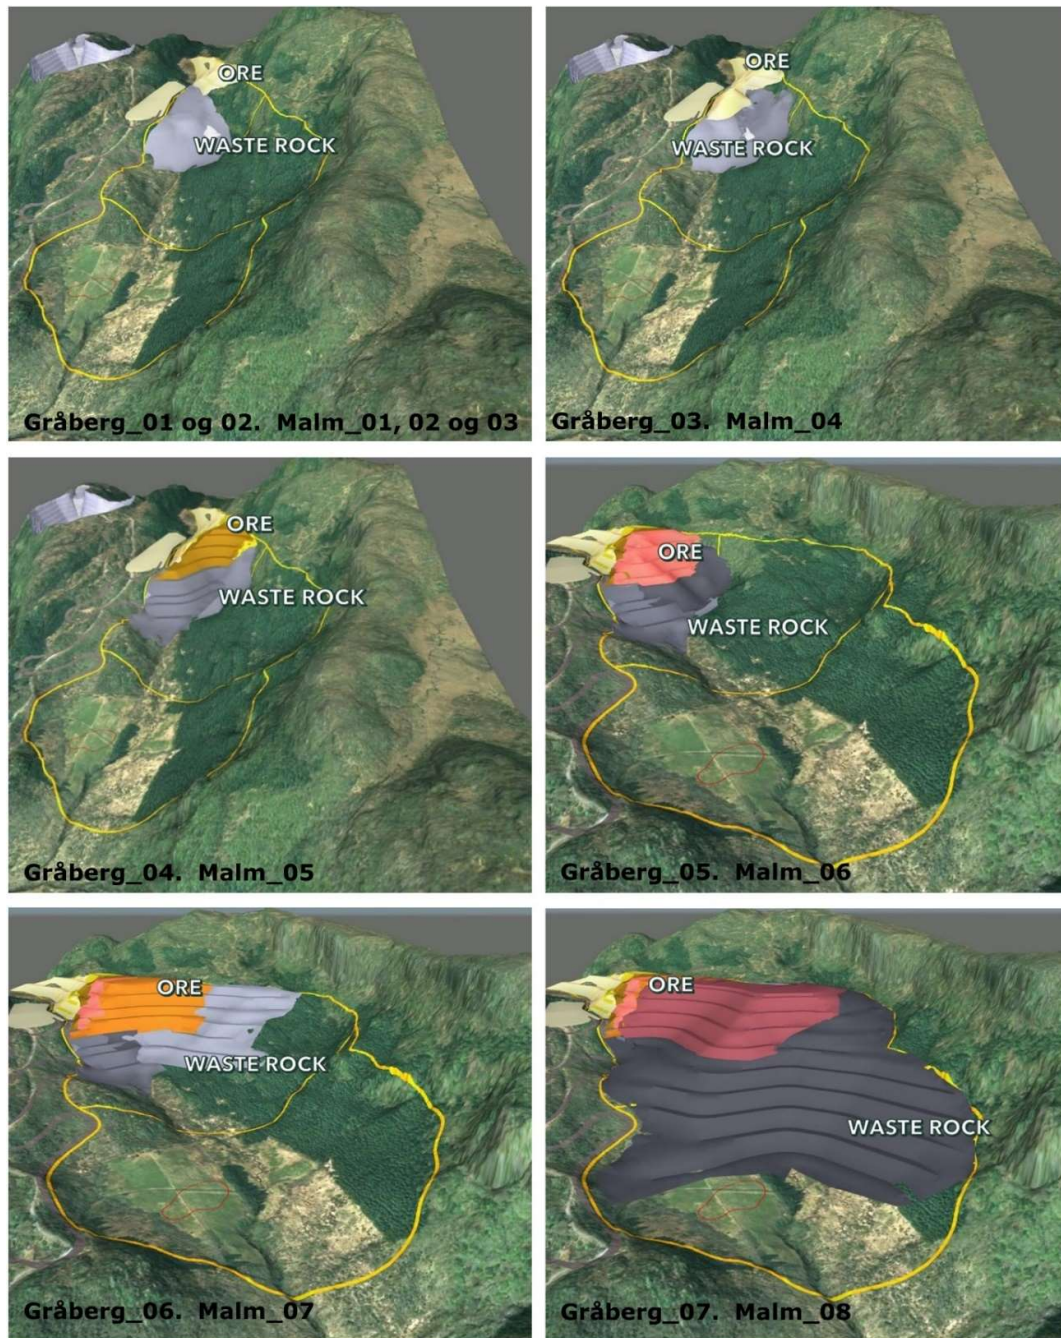 ORE
WASTE ROCK
Gråberg_01 og 02.  Malm_01, 02 og 03
ORE
WASTE ROCK
Gråberg_03.  Malm_04
ORE
WASTE ROCK
Gråberg_04.  Malm_05
ORE
WASTE ROCK
Gråberg_05.  Malm_06
ORE
WASTE ROCK
Gråberg_06.  Malm_07
ORE
WASTE ROCK
Gråberg_07.  Malm_08